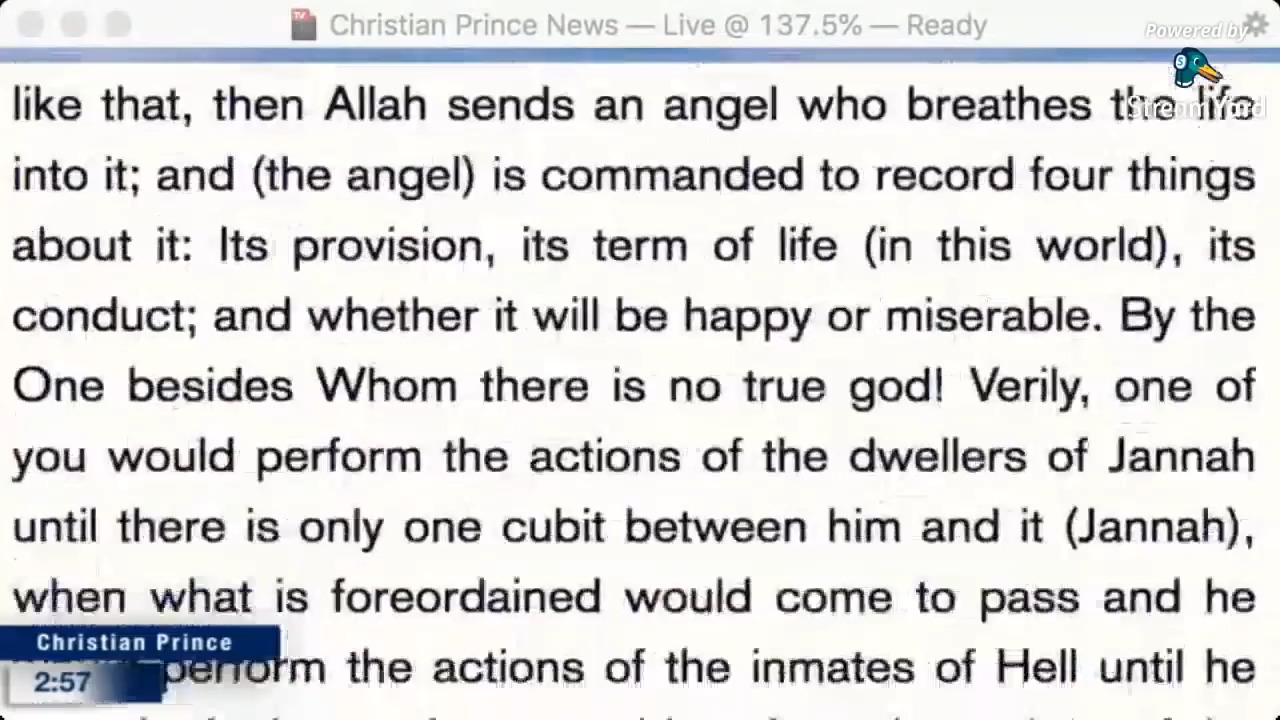 Christian Prince News — Live @ 137.5% — Ready
Powered by
StreamYard
like that, then Allah sends an angel who breathes the life
into it; and (the angel) is commanded to record four things
about it: Its provision, its term of life (in this world), its
conduct; and whether it will be happy or miserable. By the
One besides Whom there is no true god! Verily, one of
you would perform the actions of the dwellers of Jannah
until there is only one cubit between him and it (Jannah),
when what is foreordained would come to pass and he
perform the actions of the inmates of Hell until he
Christian Prince
2:57